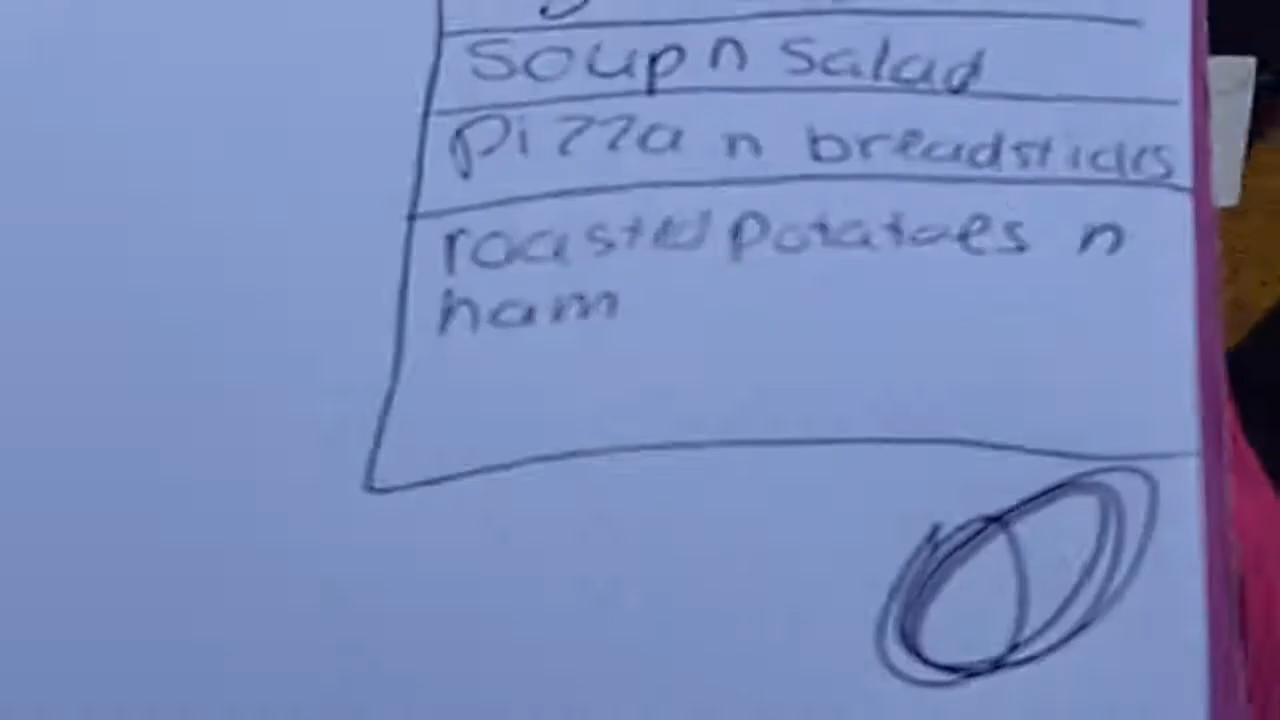 Soup n Salad
Pizza n breadsticks
roasted potatoes n
ham